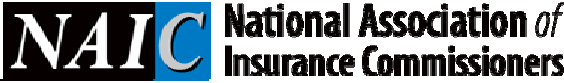 NAIC National Association of
Insurance Commissioners